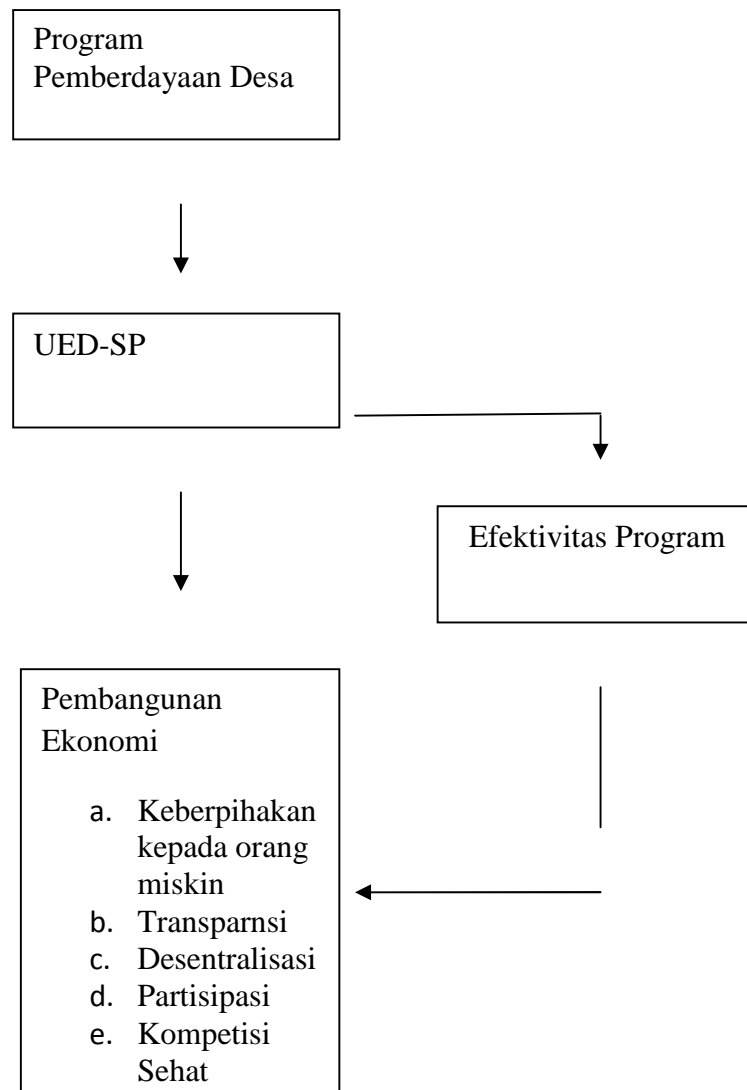 Program
Pemberdayaan Desa
UED-SP
Efektivitas Program
Pembangunan
Ekonomi
a. Keberpihakan
kepada orang
miskin
b. Transparnsi
c. Desentralisasi
d. Partisipasi
e. Kompetisi
Sehat